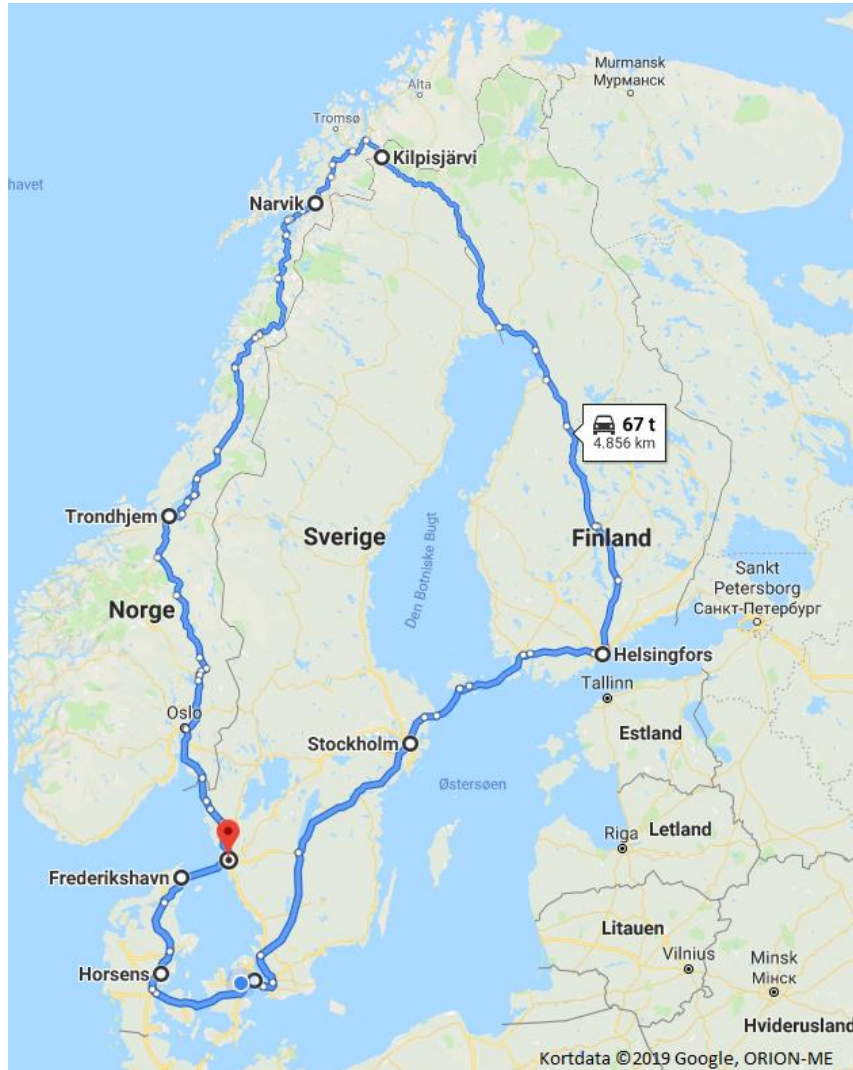 Murmansk
Мурманск
Alta
Tromsø
Kilpisjärvi
havet
Narvik
67 t
4.856 km
Trondhjem
Sverige
Finland
Den Botniske Bugt
Sankt
Petersborg
Санкт-Петербург
Norge
Helsingfors
Tallinn
Oslo
Estland
Stockholm
Østersøen
Riga
Letland
Frederikshavn
Litauen
Vilnius
Minsk
Мінск
Horsens
Hviderusland
Kortdata ©2019 Google, ORION-ME